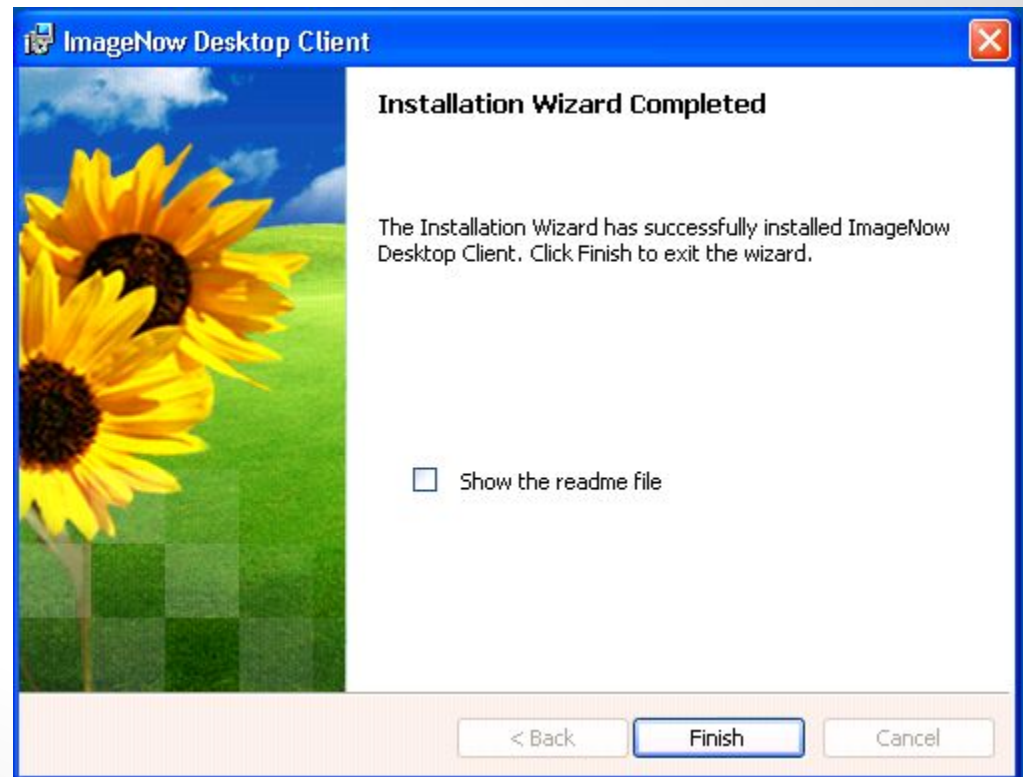 ImageNow Desktop Client
Installation Wizard Completed
The Installation Wizard has successfully installed ImageNow
Desktop Client. Click Finish to exit the wizard.
Show the readme file
< Back
Finish
Cancel